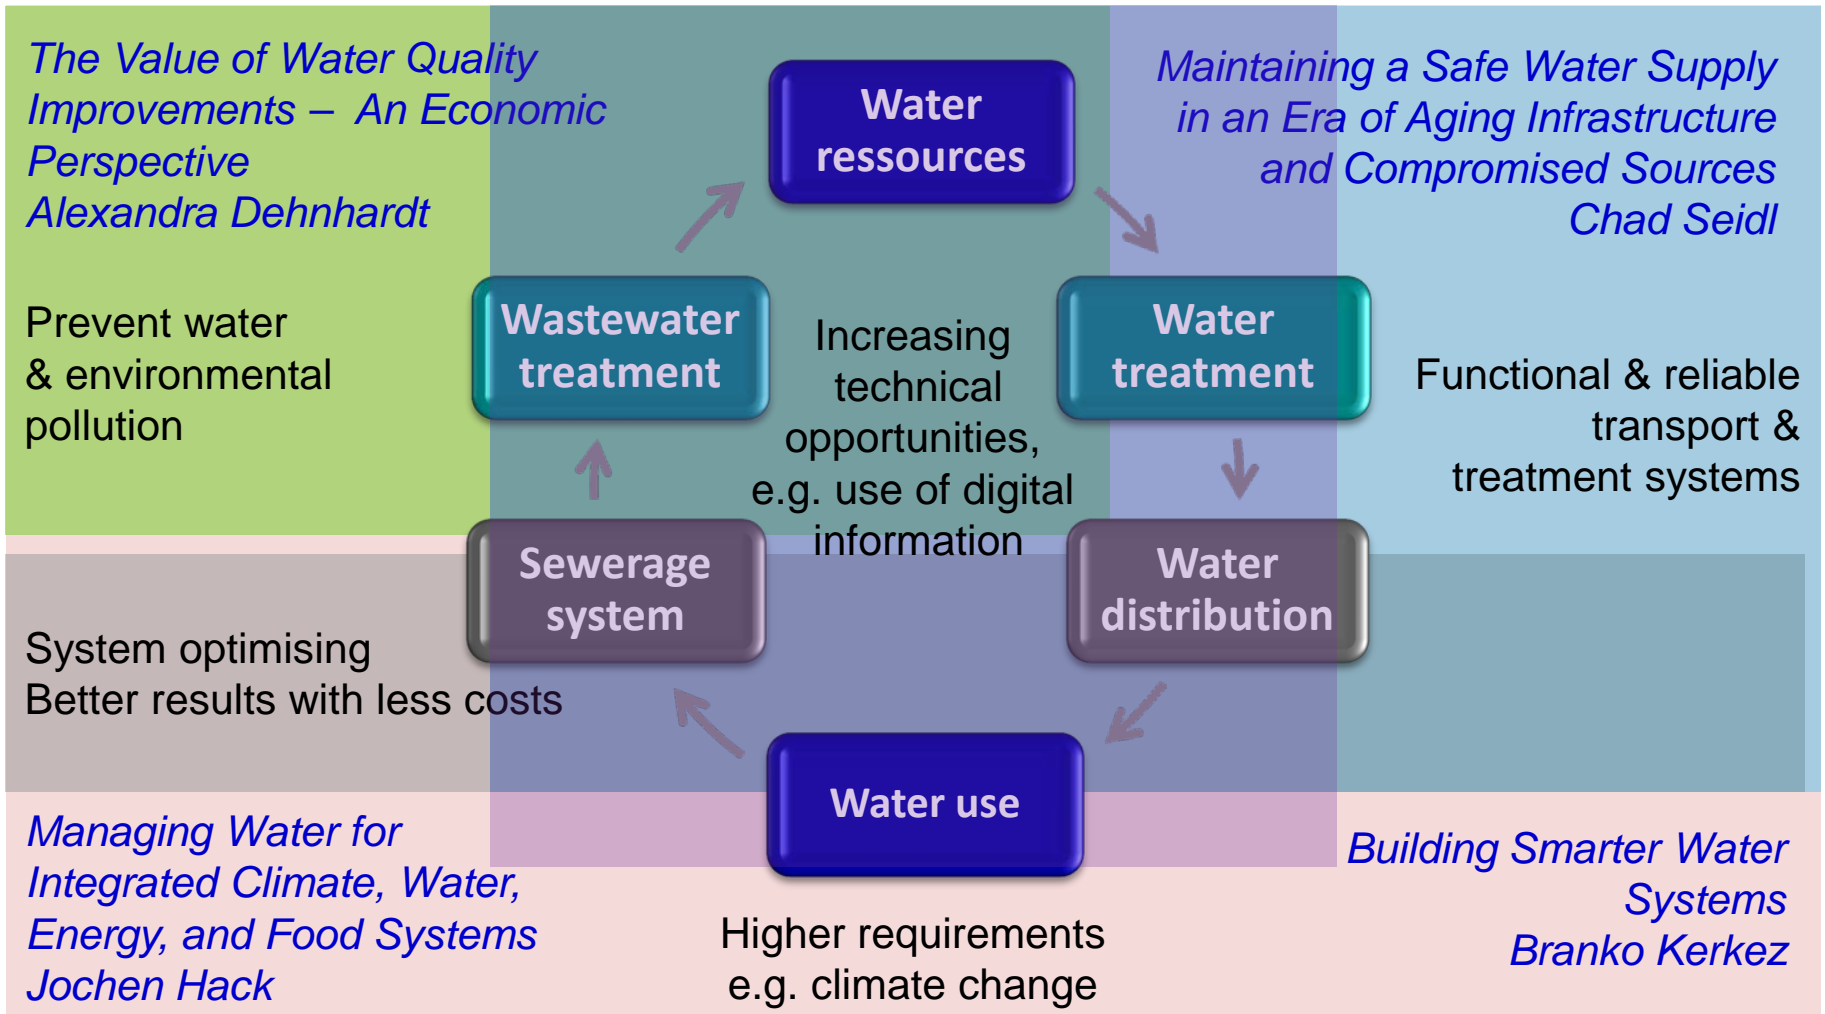 The Value of Water Quality
Improvements – An Economic
Perspective
Alexandra Dehnhardt
Water
ressources
Maintaining a Safe Water Supply
in an Era of Aging Infrastructure
and Compromised Sources
Chad Seidl
Prevent water
& environmental
pollution
Wastewater
treatment
Increasing
technical
opportunities,
e.g. use of digital
information
Water
treatment
Functional & reliable
transport &
treatment systems
Sewerage
system
Water
distribution
System optimising
Better results with less costs
Water use
Managing Water for
Integrated Climate, Water,
Energy, and Food Systems
Jochen Hack
Higher requirements
e.g. climate change
Building Smarter Water
Systems
Branko Kerkez